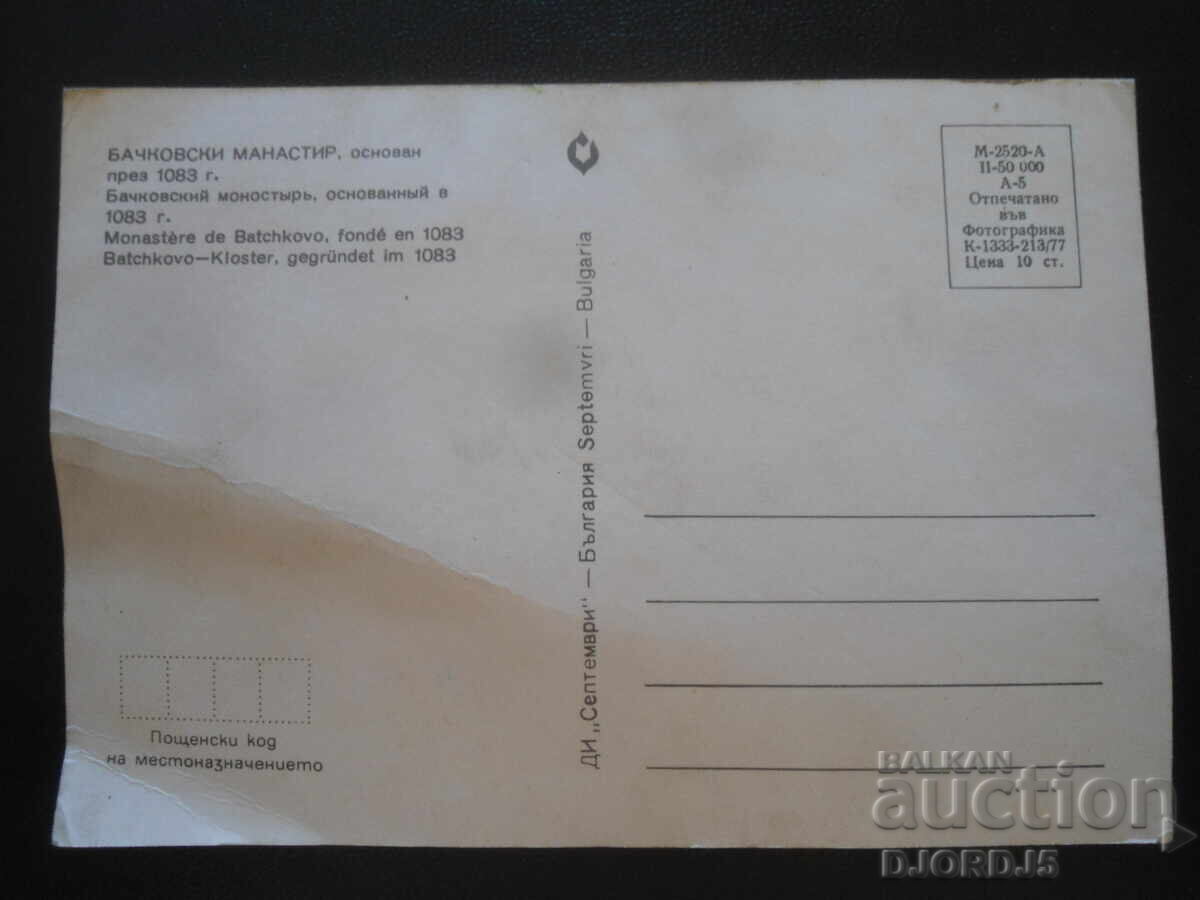 БАЧКОВСКИ МАНАСТИР, основан
през 1083 г.
Бачковский моностырь, основанный в
1083 г.
Monastère de Batchkovo, fondé en 1083
Batchkovo—Kloster, gegründet im 1083
ДИ „Септември" — България Septemvri — Bulgaria
М-2520-А
II-50 000
А-5
Отпечатано
във
Фотографика
К-1333-213/77
Цена 10 ст.
Пощенски код
на местоназначението
BALKAN
auction
DJORDJ5